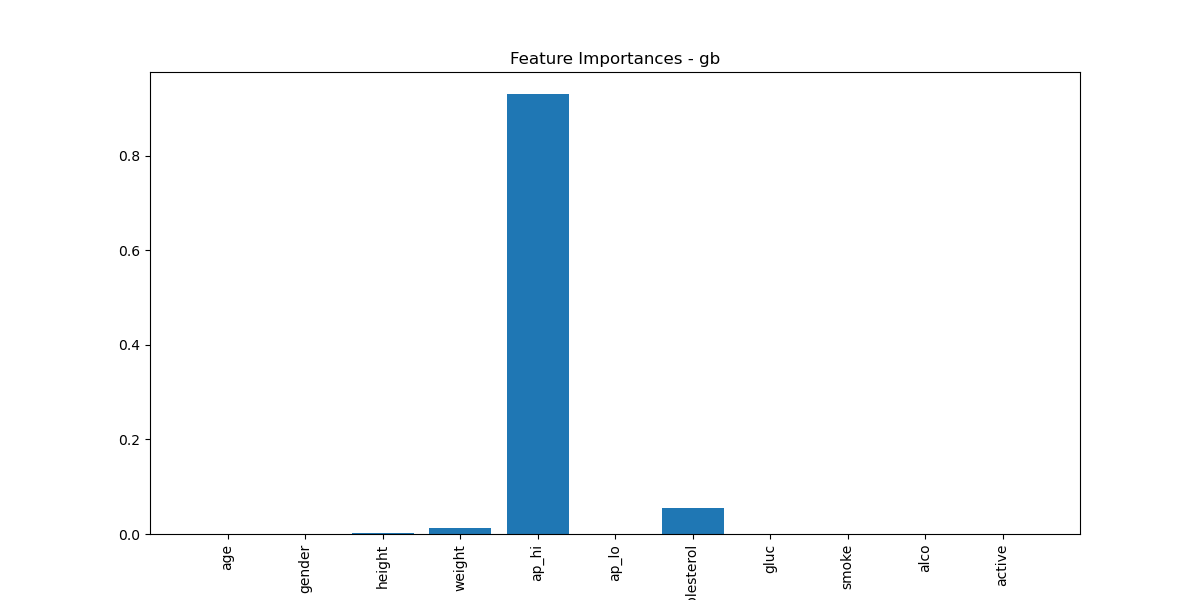 Feature Importances - gb
0.8
0.6
0.4
0.2
0.0
age
gender
height
weight
ap_hi
ap_lo
olesterol
gluc
smoke
alco
active